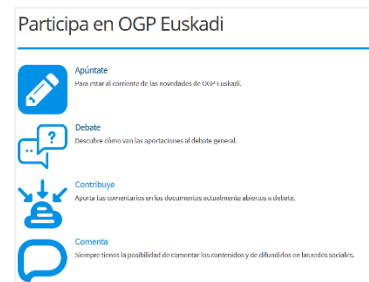 Participa en OGP Euskadi
Apúntate
Para estar al corriente de las novedades de OGP Euskadi.
Debate
Descubre cómo van las aportaciones al debate general.
Contribuye
Aporta tus comentarios en los documentos actualmente abiertos a debate.
Comenta
Siempre tienes la posibilidad de comentar los contenidos y de difundirlos en las redes sociales.